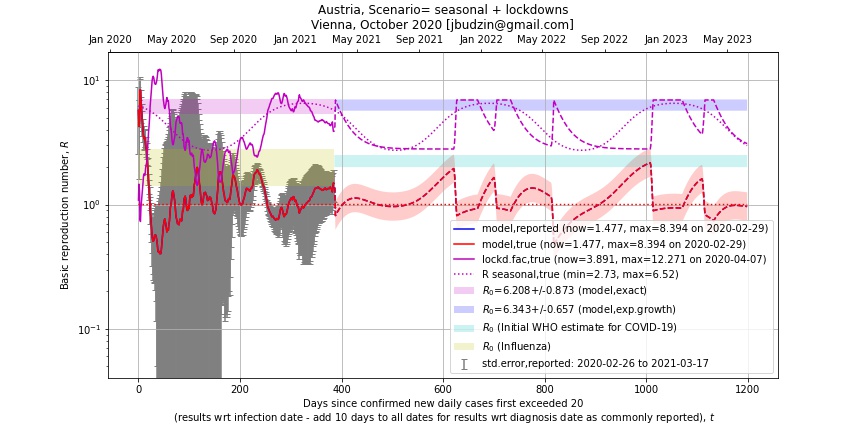 Austria, Scenario= seasonal + lockdowns
Vienna, October 2020 [jbudzin@gmail.com]
Jan 2020 May 2020 Sep 2020 Jan 2021 May 2021 Sep 2021 Jan 2022 May 2022 Sep 2022 Jan 2023 May 2023
10¹
10⁰
10⁻¹
Basic reproduction number, R
model,reported (now=1.477, max=8.394 on 2020-02-29)
model,true (now=1.477, max=8.394 on 2020-02-29)
lockd.fac,true (now=3.891, max=12.271 on 2020-04-07)
R seasonal,true (min=2.73, max=6.52)
R₀=6.208+/-0.873 (model,exact)
R₀=6.343+/-0.657 (model,exp.growth)
R₀ (Initial WHO estimate for COVID-19)
R₀ (Influenza)
std.error,reported: 2020-02-26 to 2021-03-17
0 200 400 600 800 1000 1200
Days since confirmed new daily cases first exceeded 20
(results wrt infection date - add 10 days to all dates for results wrt diagnosis date as commonly reported), t